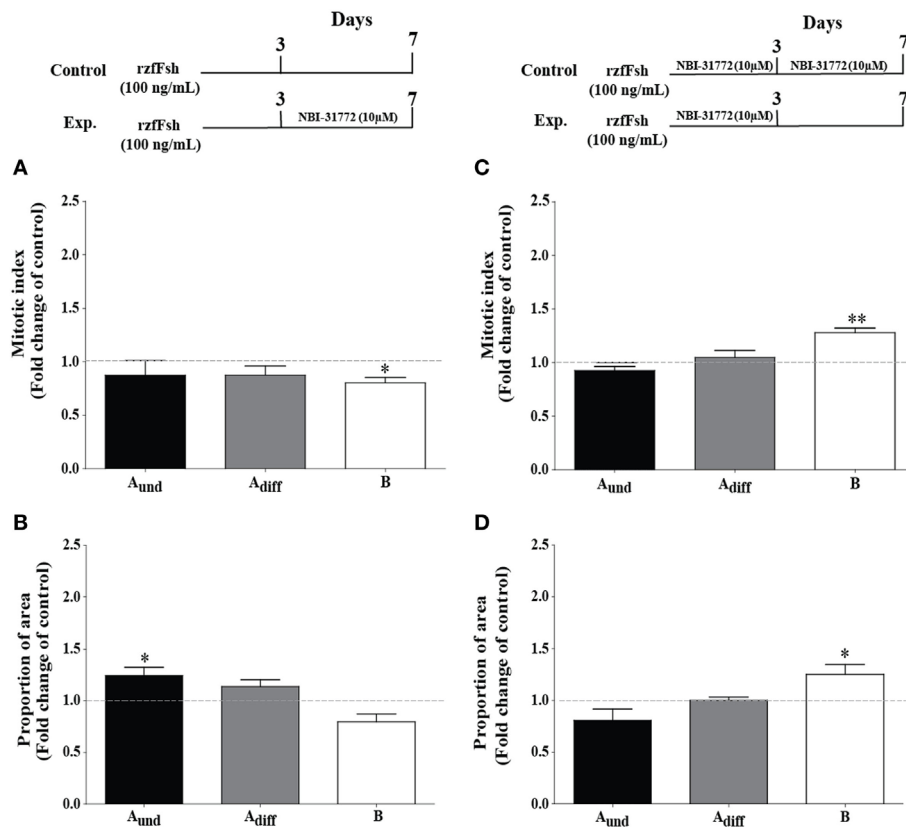 Days
3 7
Control rzfFsh
(100 ng/mL)
3 7
Exp. rzfFsh NBI-31772 (10µM)
(100 ng/mL)
Days
3 7
Control rzfFsh NBI-31772 (10µM) NBI-31772 (10µM)
(100 ng/mL)
3 7
Exp. rzfFsh NBI-31772 (10µM)
(100 ng/mL)
A
Mitotic index
(Fold change of control)
2.5
2.0
1.5
1.0
0.5
0.0
*
Aund Adiff B
C
Mitotic index
(Fold change of control)
2.5
2.0
1.5
1.0
0.5
0.0
**
Aund Adiff B
B
Proportion of area
(Fold change of control)
2.5
2.0
1.5
1.0
0.5
0.0
*
Aund Adiff B
D
Proportion of area
(Fold change of control)
2.5
2.0
1.5
1.0
0.5
0.0
*
Aund Adiff B